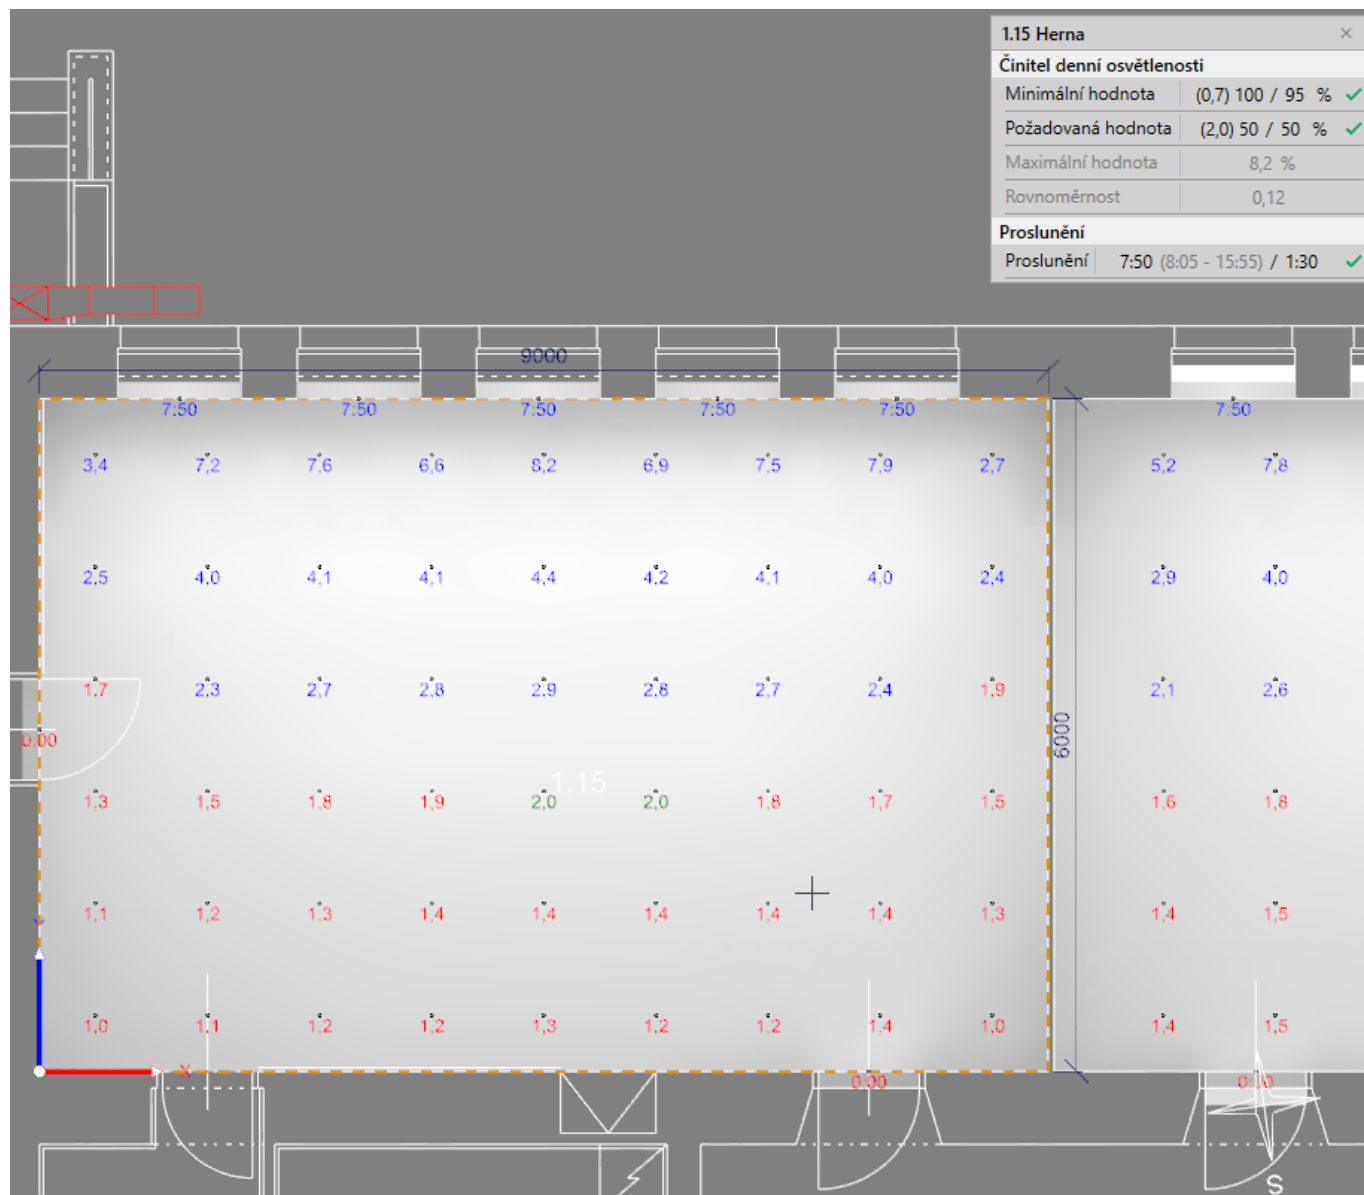 1.15 Herna ×
Činitel denní osvětlenosti
Minimální hodnota (0,7) 100 / 95 %
Požadovaná hodnota (2,0) 50 / 50 %
Maximální hodnota 8,2 %
Rovnoměrnost 0,12
Proslunění
Proslunění 7:50 (8:05 - 15:55) / 1:30
9000
7:50 7:50 7:50 7:50 7:50 7:50
3,4 7,2 7,6 6,6 8,2 6,9 7,5 7,9 2,7 5,2 7,8
2,5 4,0 4,1 4,1 4,4 4,2 4,1 4,0 2,4 2,9 4,0
1,7 2,3 2,7 2,8 2,9 2,8 2,7 2,4 1,9 2,1 2,6
0:00
6000
1.15
1,3 1,5 1,8 1,9 2,0 2,0 1,8 1,7 1,5 1,6 1,8
1,1 1,2 1,3 1,4 1,4 1,4 1,4 1,4 1,3 1,4 1,5
1,0 1,1 1,2 1,2 1,3 1,2 1,2 1,4 1,0 1,4 1,5
X
0:00 0:00
S